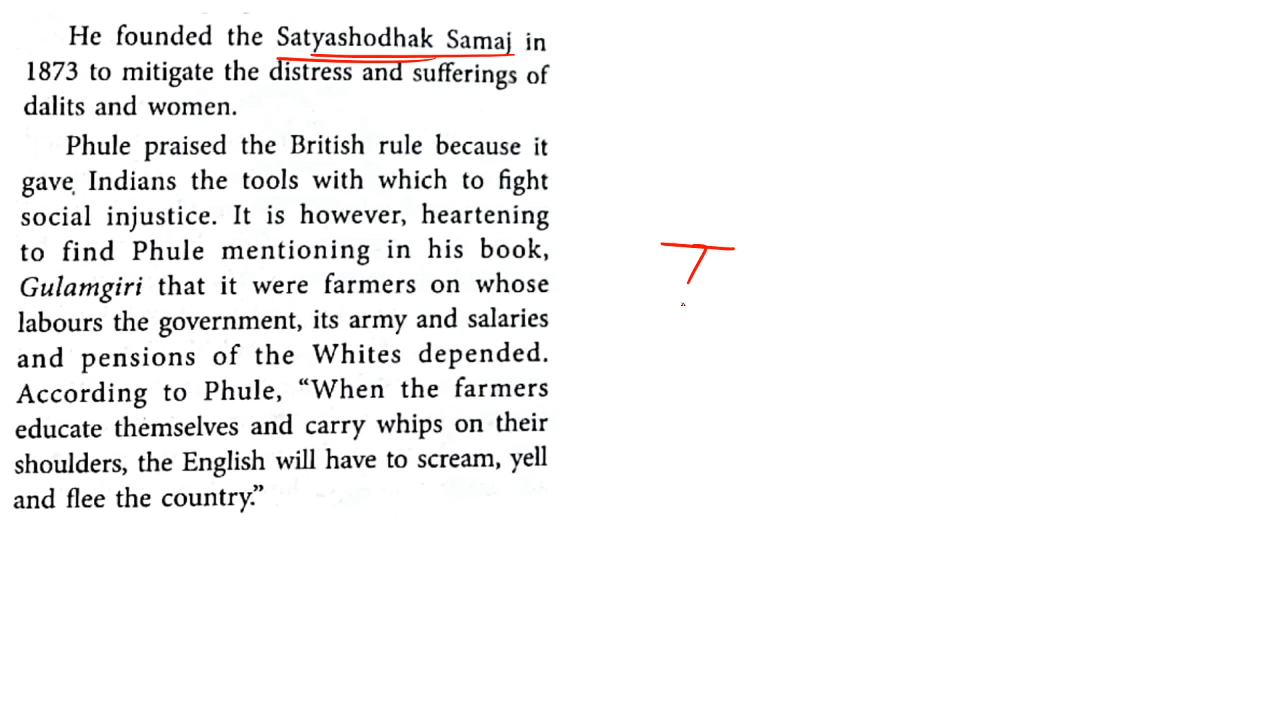 He founded the Satyashodhak Samaj in
1873 to mitigate the distress and sufferings of
dalits and women.
Phule praised the British rule because it
gave Indians the tools with which to fight
social injustice. It is however, heartening
to find Phule mentioning in his book,
Gulamgiri that it were farmers on whose
labours the government, its army and salaries
and pensions of the Whites depended.
According to Phule, “When the farmers
educate themselves and carry whips on their
shoulders, the English will have to scream, yell
and flee the country.”